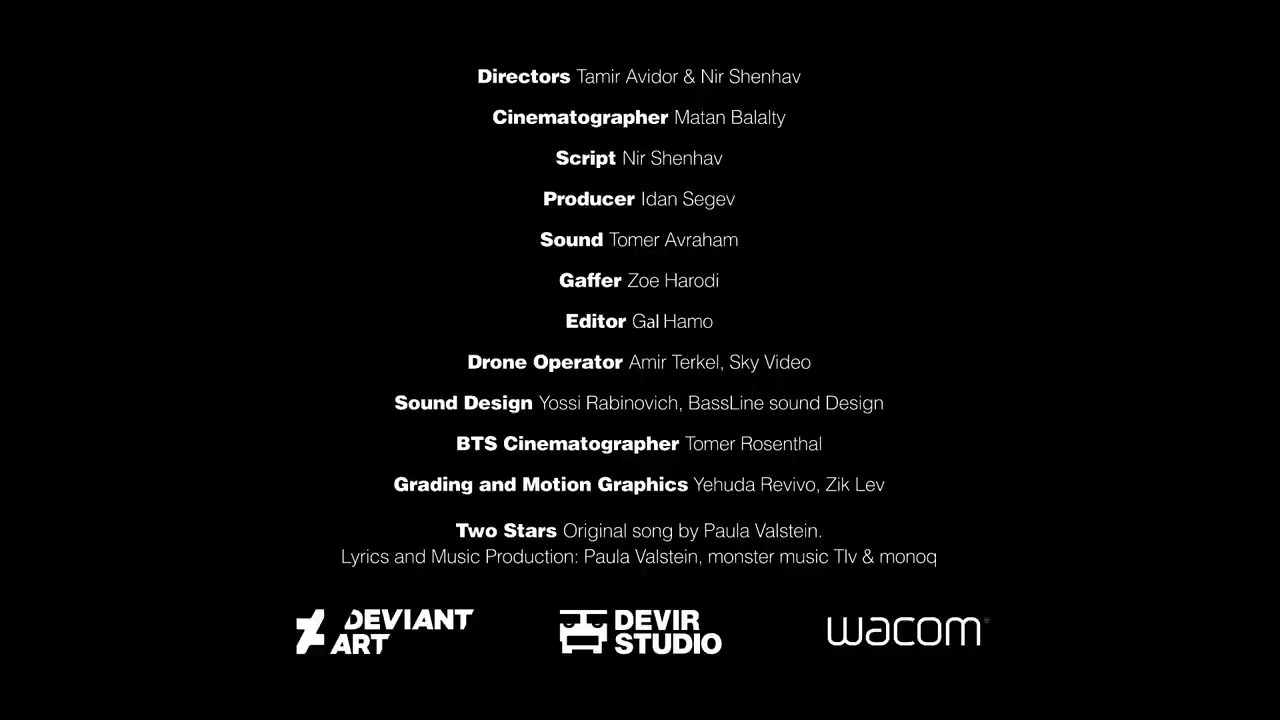 Directors Tamir Avidor & Nir Shenhav
Cinematographer Matan Balalty
Script Nir Shenhav
Producer Idan Segev
Sound Tomer Avraham
Gaffer Zoe Harodi
Editor Gal Hamo
Drone Operator Amir Terkel, Sky Video
Sound Design Yossi Rabinovich, BassLine sound Design
BTS Cinematographer Tomer Rosenthal
Grading and Motion Graphics Yehuda Revivo, Zik Lev
Two Stars Original song by Paula Valstein.
Lyrics and Music Production: Paula Valstein, monster music Tlv & monoq
DEVIANT
ART
DEVIR
STUDIO
wacom®